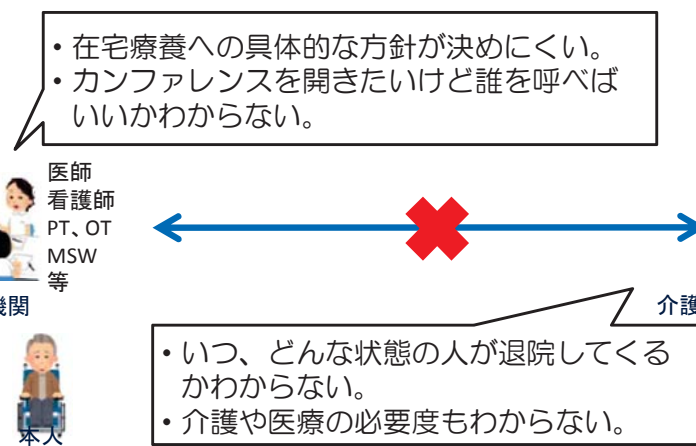 ・在宅療養への具体的な方針が決めにくい。
・カンファレンスを開きたいけど誰を呼べば
いいかわからない。
医師
看護師
PT、OT
MSW
等
機関
介護
・いつ、どんな状態の人が退院してくる
かわからない。
・介護や医療の必要度もわからない。
本人